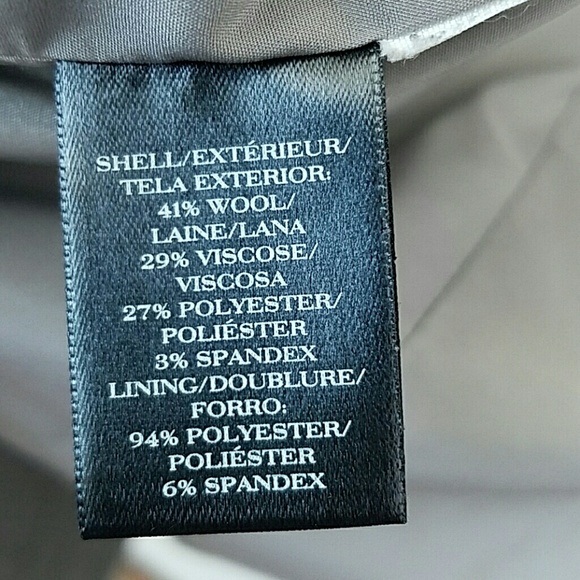 SHELL/EXTÉRIEUR/
TELA EXTERIOR:
41% WOOL/
LAINE/LANA
29% VISCOSE/
VISCOSA
27% POLYESTER/
POLIÉSTER
3% SPANDEX
LINING/DOUBLURE/
FORRO:
94% POLYESTER/
POLIÉSTER
6% SPANDEX